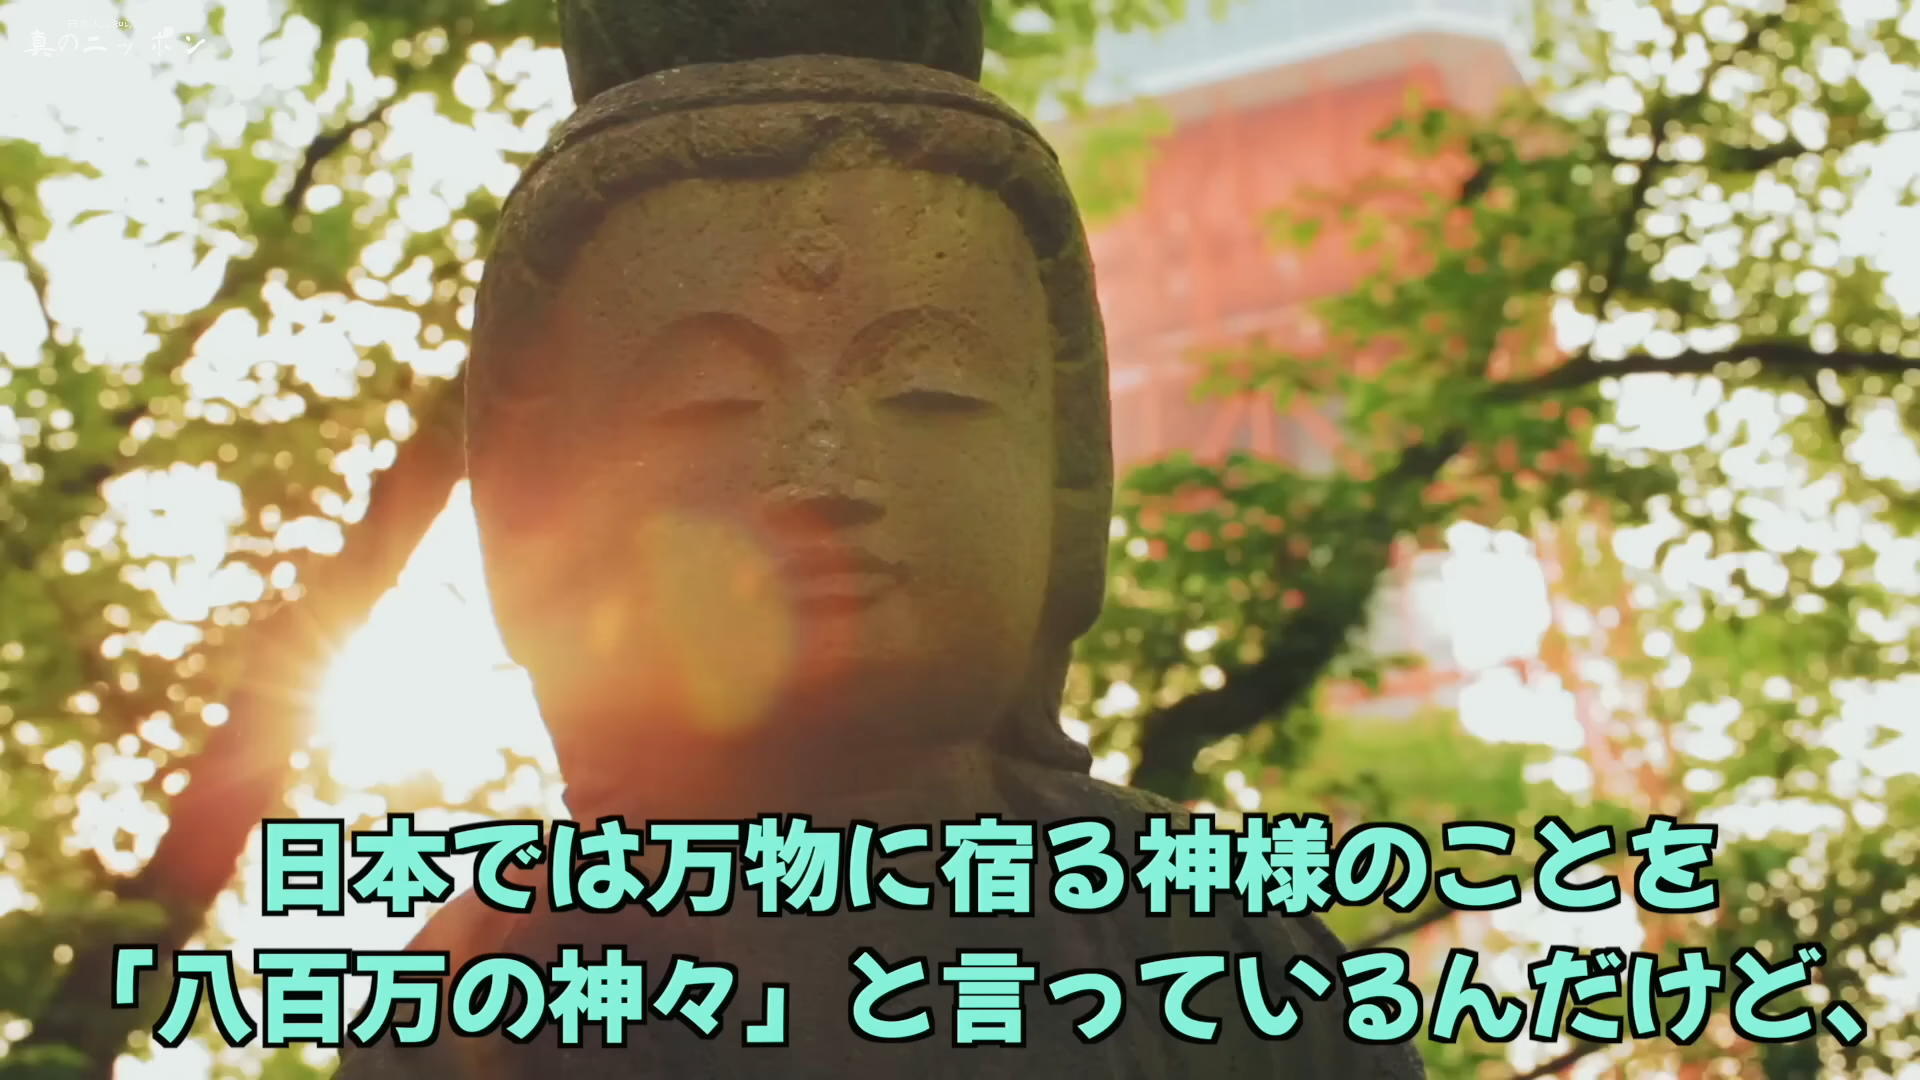 真のニッポン
日本では万物に宿る神様のことを
「八百万の神々」と言っているんだけど、